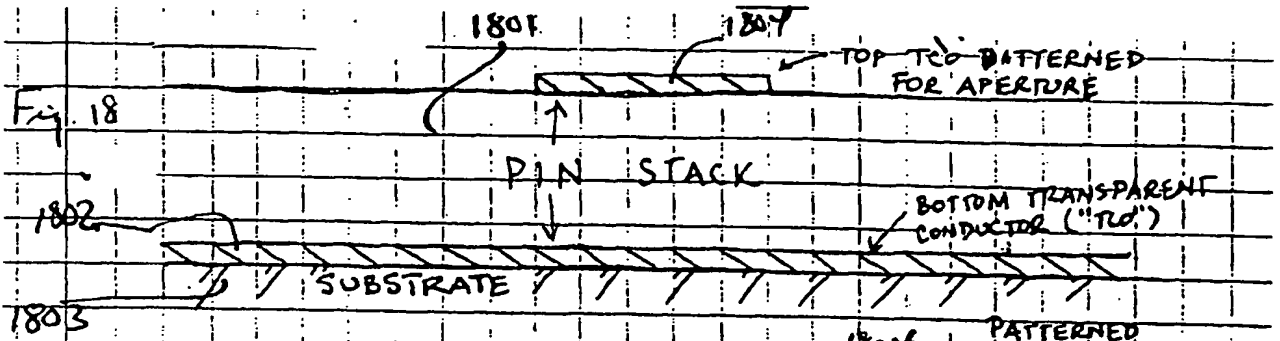 1801
1804
TOP TCO PATTERNED
FOR APERTURE
Fig. 18
PIN STACK
1802
BOTTOM TRANSPARENT
CONDUCTOR ("TCO")
SUBSTRATE
1803
PATTERNED